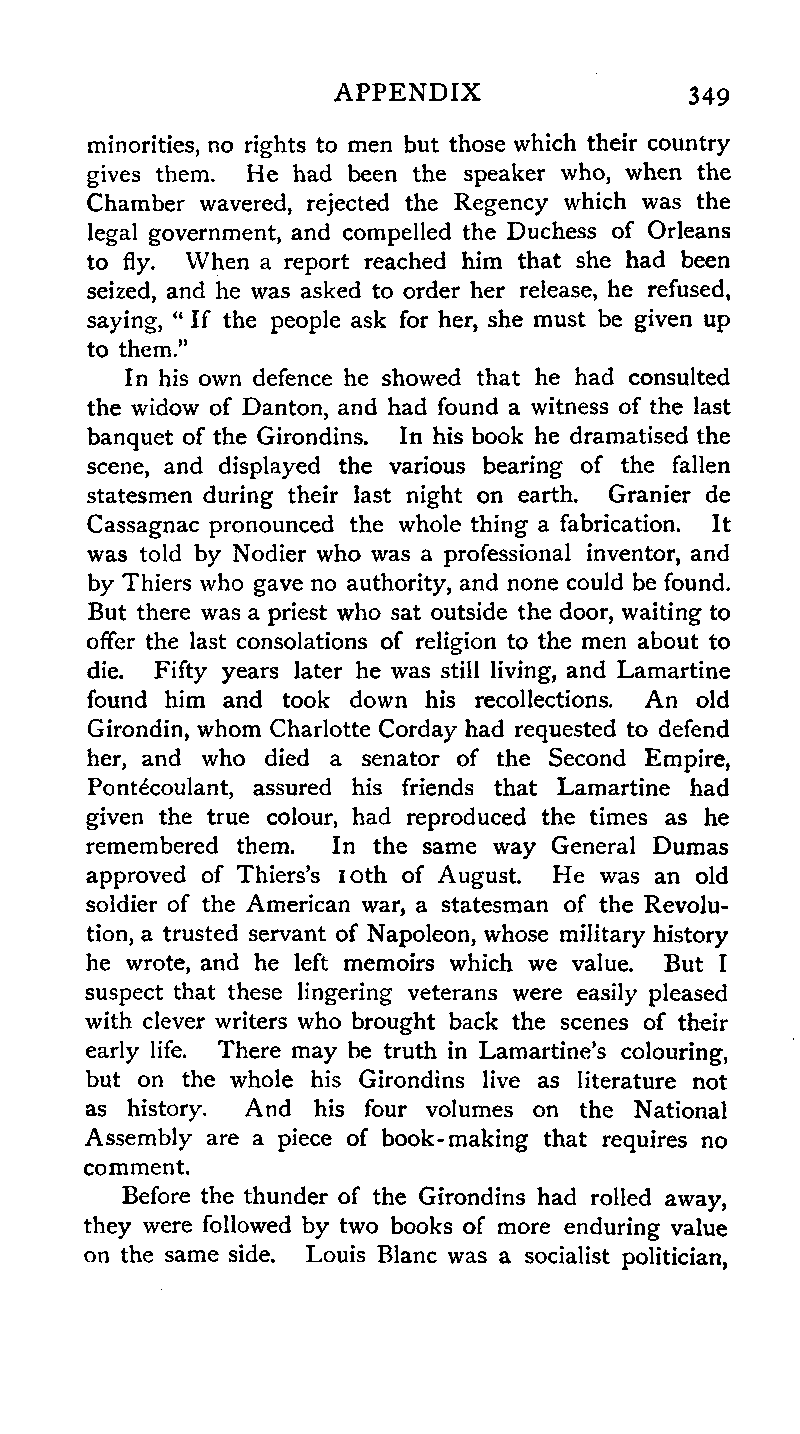 APPENDIX 349
minorities, no rights to men but those which their country
gives them. He had been the speaker who, when the
Chamber wavered, rejected the Regency which was the
legal government, and compelled the Duchess of Orleans
to fly. When a report reached him that she had been
seized, and he was asked to order her release, he refused,
saying, “ If the people ask for her, she must be given up
to them.”
In his own defence he showed that he had consulted
the widow of Danton, and had found a witness of the last
banquet of the Girondins. In his book he dramatised the
scene, and displayed the various bearing of the fallen
statesmen during their last night on earth. Granier de
Cassagnac pronounced the whole thing a fabrication. It
was told by Nodier who was a professional inventor, and
by Thiers who gave no authority, and none could be found.
But there was a priest who sat outside the door, waiting to
offer the last consolations of religion to the men about to
die. Fifty years later he was still living, and Lamartine
found him and took down his recollections. An old
Girondin, whom Charlotte Corday had requested to defend
her, and who died a senator of the Second Empire,
Pontécoulant, assured his friends that Lamartine had
given the true colour, had reproduced the times as he
remembered them. In the same way General Dumas
approved of Thiers’s 10th of August. He was an old
soldier of the American war, a statesman of the Revolu-
tion, a trusted servant of Napoleon, whose military history
he wrote, and he left memoirs which we value. But I
suspect that these lingering veterans were easily pleased
with clever writers who brought back the scenes of their
early life. There may be truth in Lamartine’s colouring,
but on the whole his Girondins live as literature not
as history. And his four volumes on the National
Assembly are a piece of book-making that requires no
comment.
Before the thunder of the Girondins had rolled away,
they were followed by two books of more enduring value
on the same side. Louis Blanc was a socialist politician,